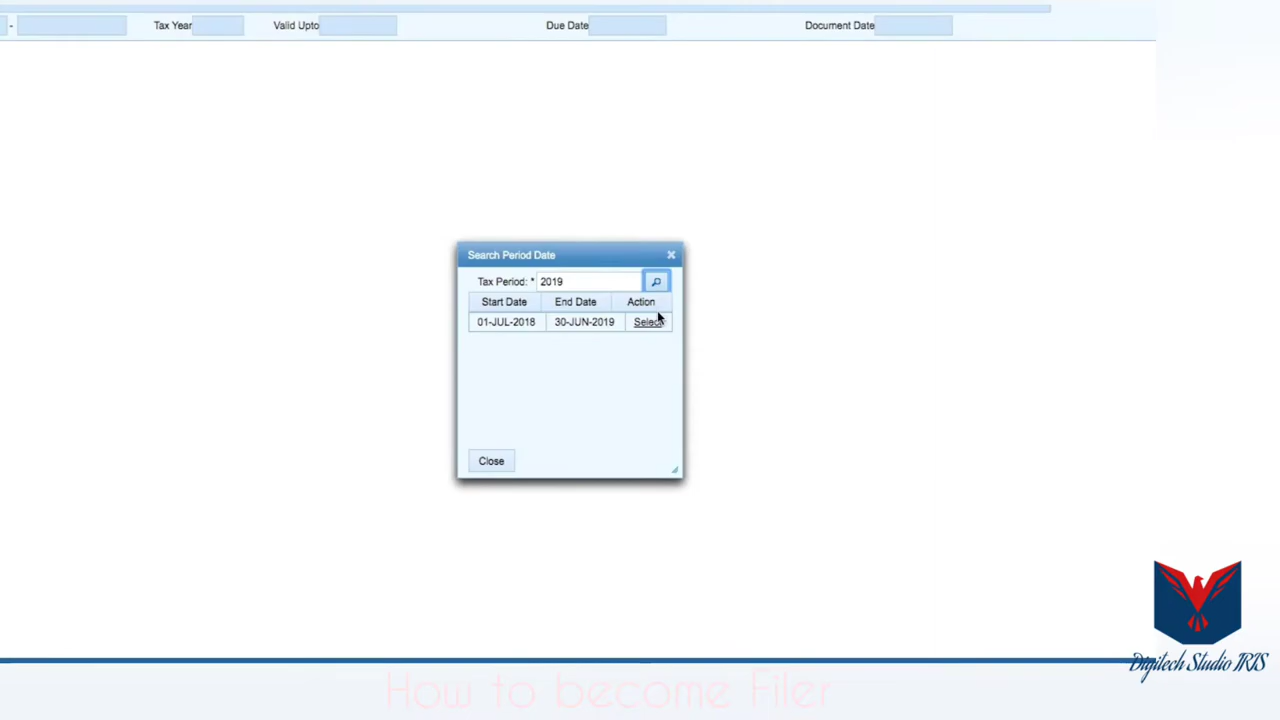 - Tax Year Valid Upto Due Date Document Date
Search Period Date
Tax Period: * 2019
Start Date End Date Action
01-JUL-2018 30-JUN-2019 Select
Close
Digitech Studio IRIS
How to become Filer